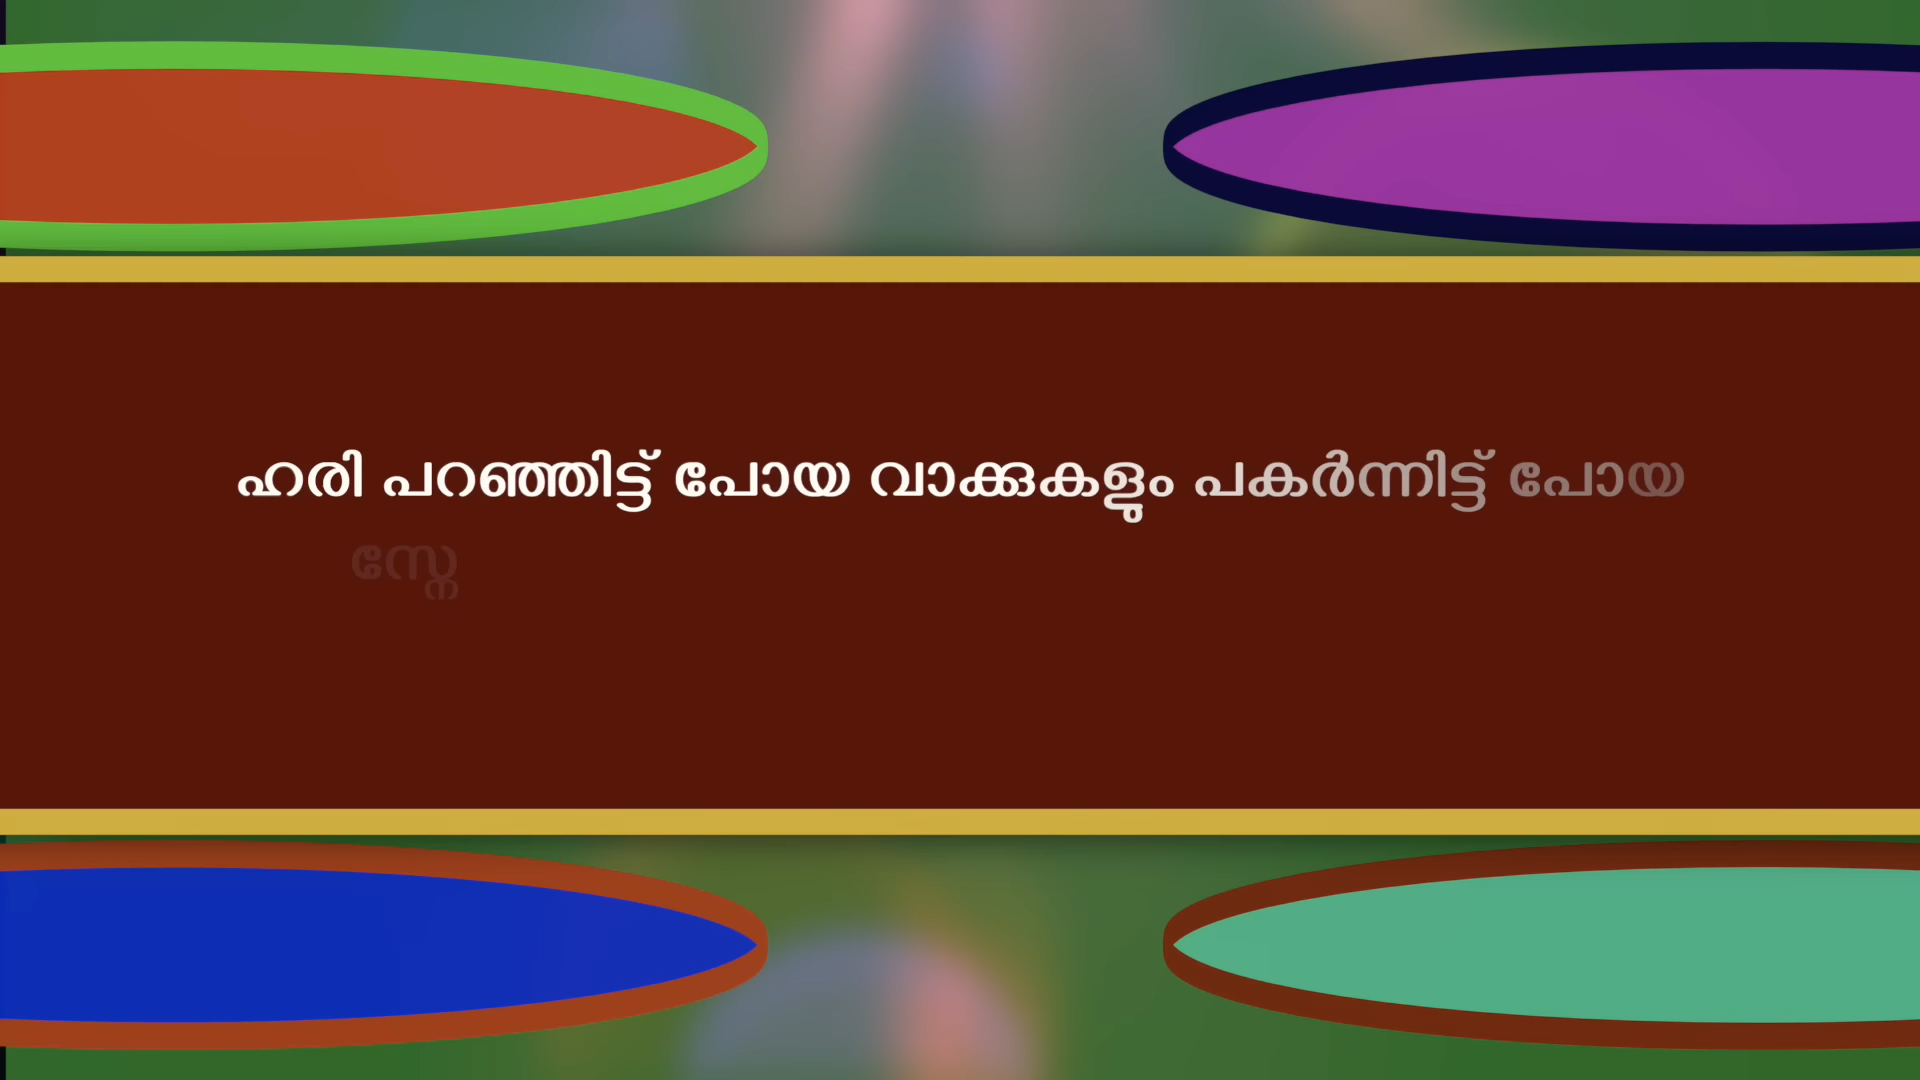 ഹരി പറഞ്ഞിട്ട് പോയ വാക്കുകളും പകർന്നിട്ട് പോയ
സ്നേ